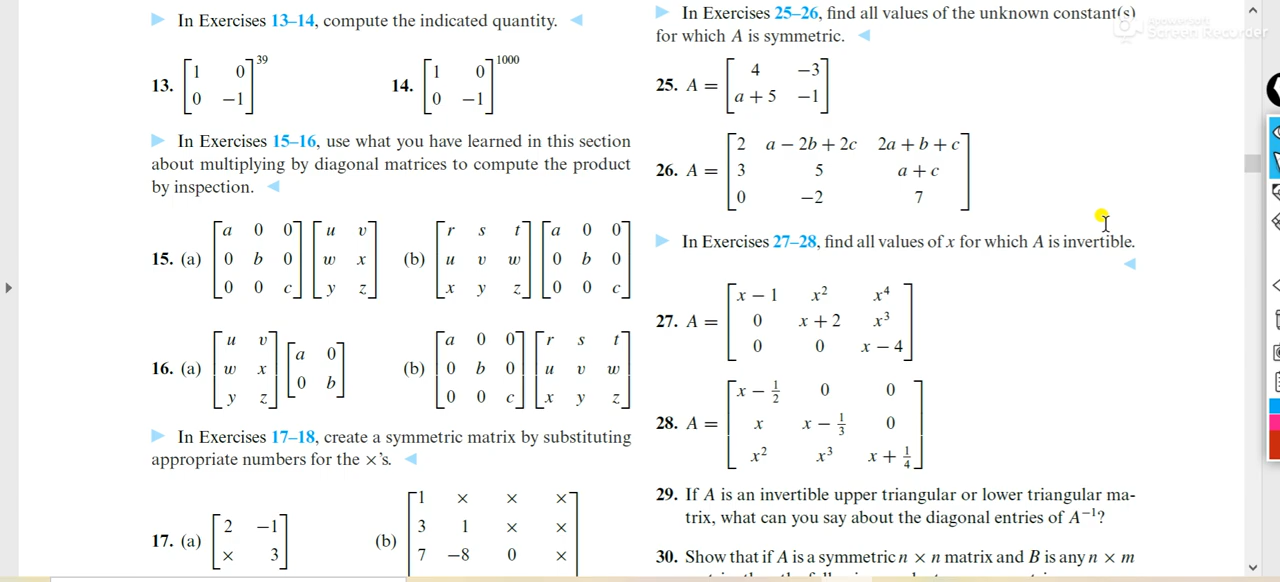 ▶ In Exercises 13–14, compute the indicated quantity. ◀
13. [1 0; 0 −1]^39
14. [1 0; 0 −1]^1000
▶ In Exercises 15–16, use what you have learned in this section
about multiplying by diagonal matrices to compute the product
by inspection. ◀
15. (a) [a 0 0; 0 b 0; 0 0 c] [u v; w x; y z]
(b) [r s t; u v w; x y z] [a 0 0; 0 b 0; 0 0 c]
16. (a) [u v; w x; y z] [a 0; 0 b]
(b) [a 0 0; 0 b 0; 0 0 c] [r s t; u v w; x y z]
▶ In Exercises 17–18, create a symmetric matrix by substituting
appropriate numbers for the ×'s. ◀
17. (a) [2 −1; × 3]
(b) [1 × × ×; 3 1 × ×; 7 −8 0 ×
▶ In Exercises 25–26, find all values of the unknown constant(s)
for which A is symmetric. ◀
25. A = [4 −3; a + 5 −1]
26. A = [2 a − 2b + 2c 2a + b + c; 3 5 a + c; 0 −2 7]
▶ In Exercises 27–28, find all values of x for which A is invertible.
◀
27. A = [x − 1 x² x⁴; 0 x + 2 x³; 0 0 x − 4]
28. A = [x − 1/2 0 0; x x − 1/3 0; x² x³ x + 1/4]
29. If A is an invertible upper triangular or lower triangular ma-
trix, what can you say about the diagonal entries of A⁻¹?
30. Show that if A is a symmetric n × n matrix and B is any n × m
Apowersoft
Screen Recorder